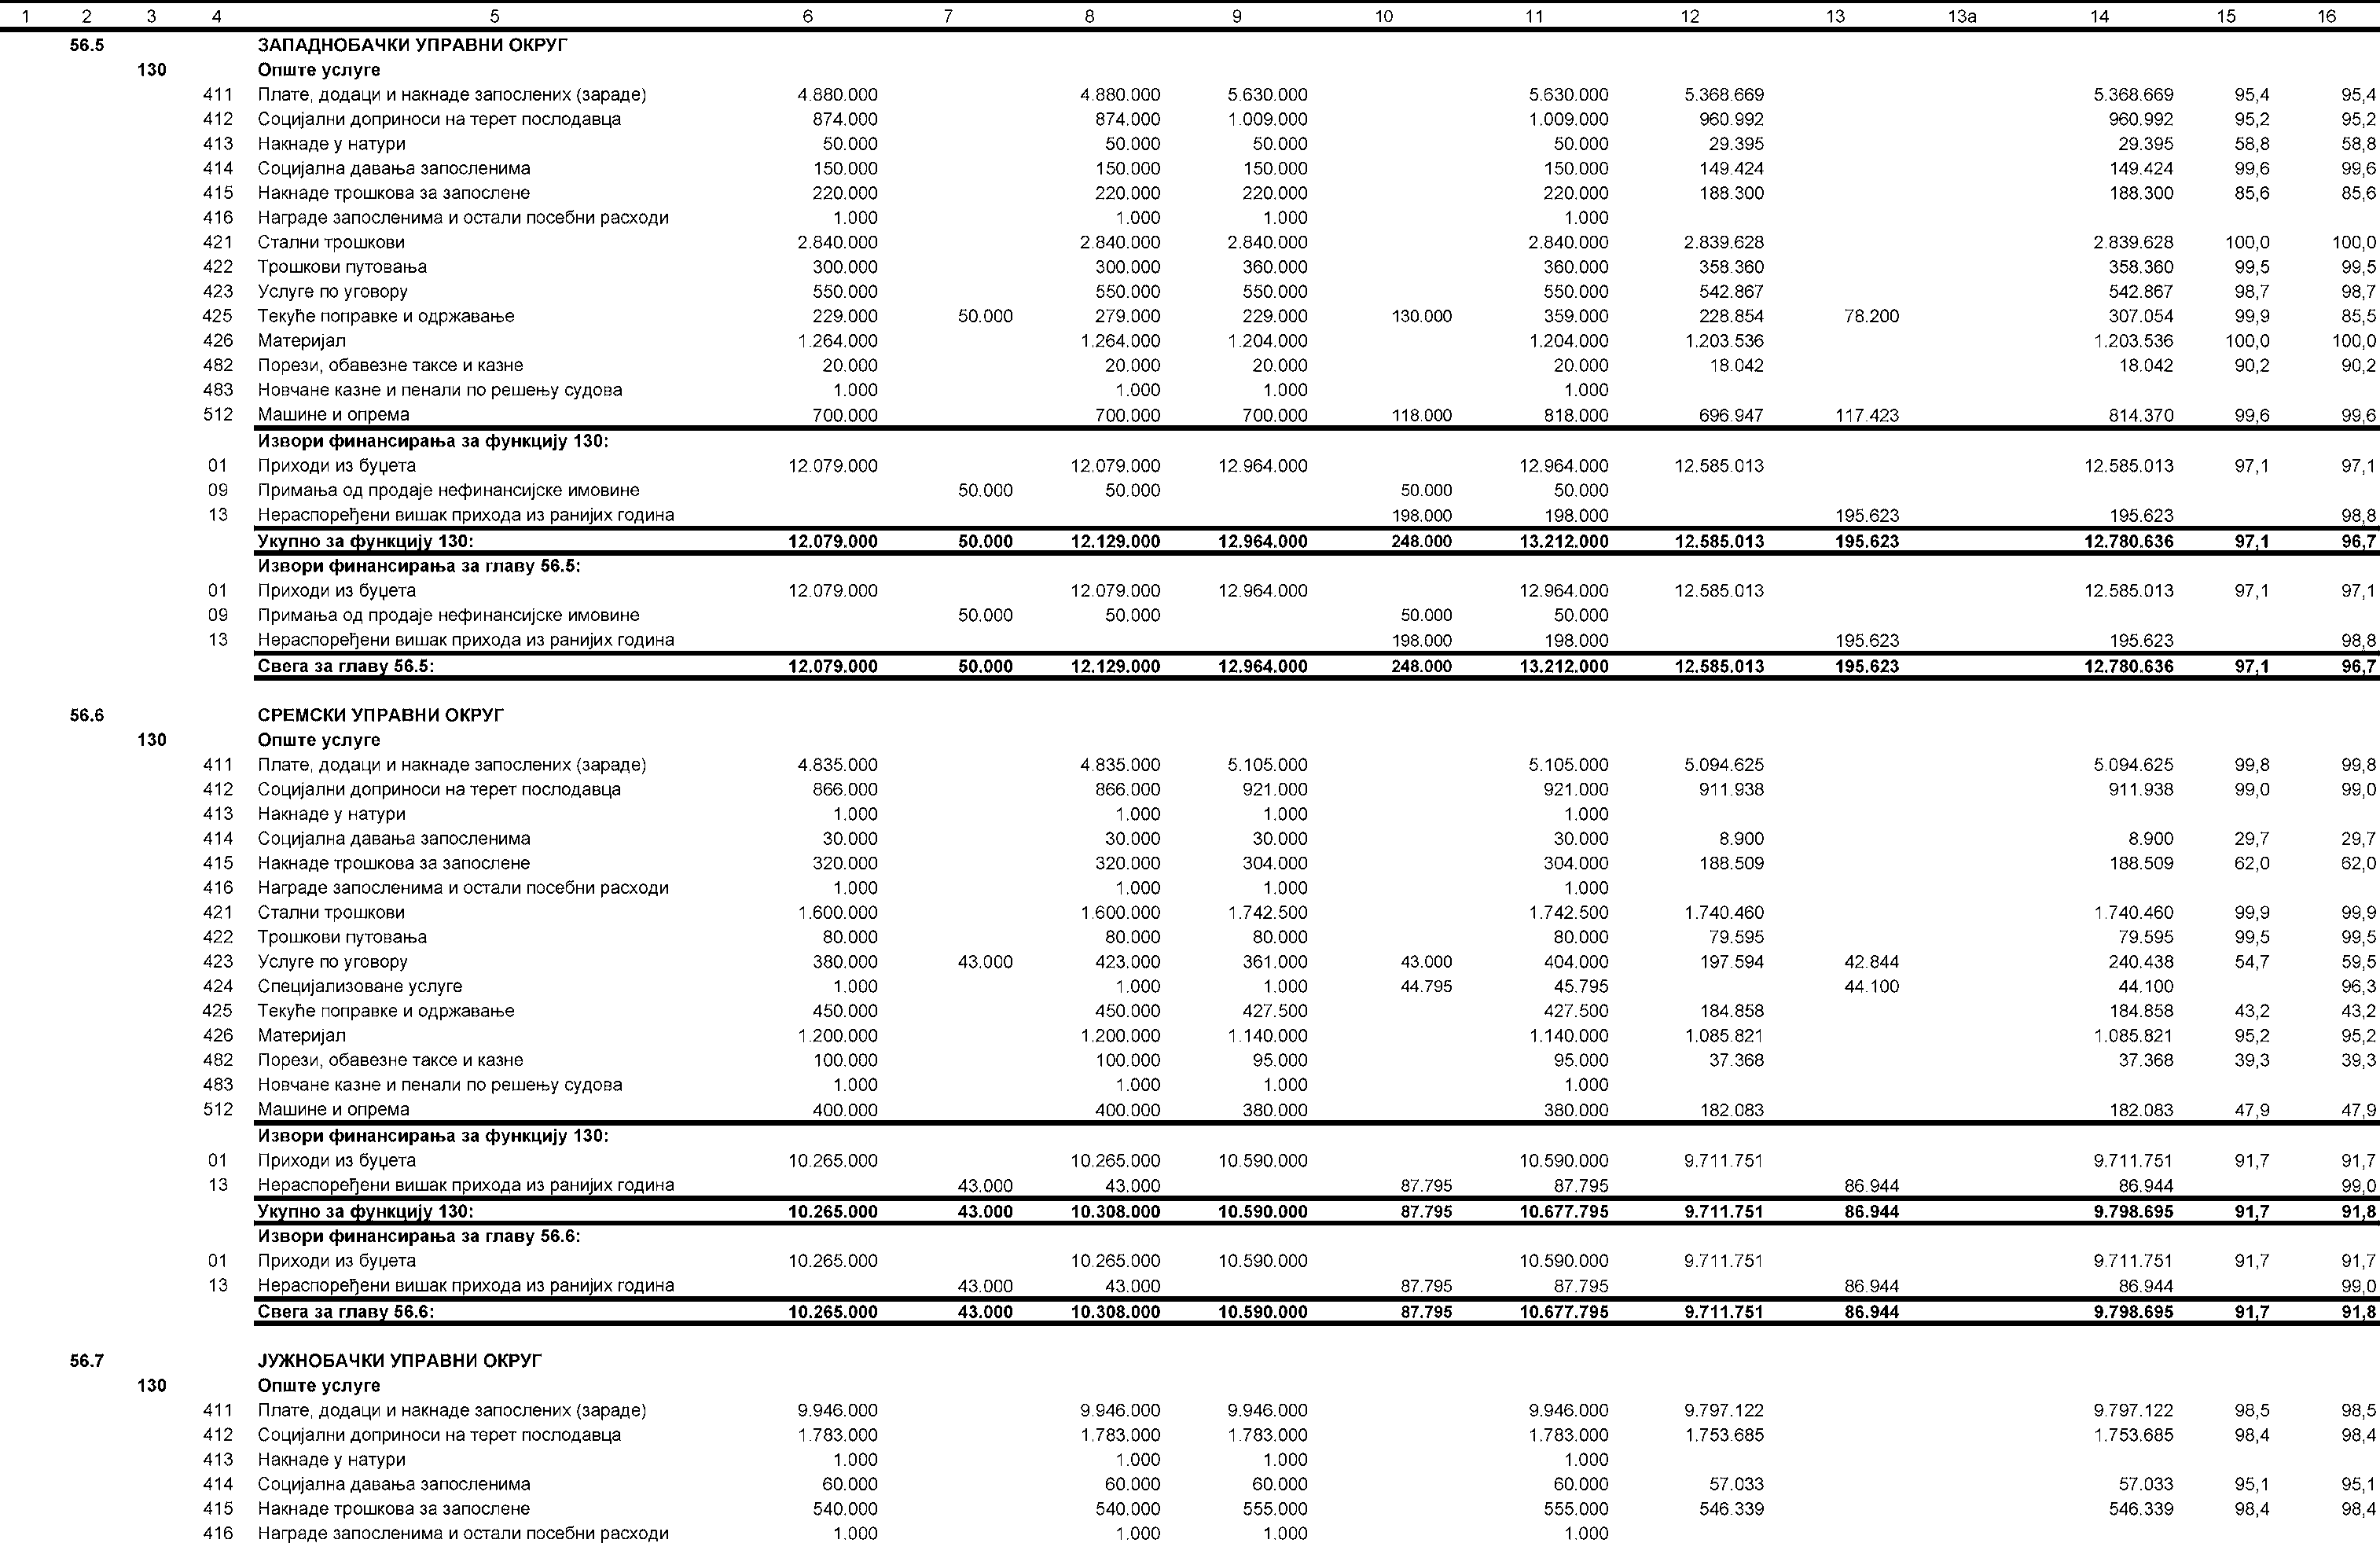 1 2 3 4 5 6 7 8 9 10 11 12 13 13а 14 15 16
56.5 ЗАПАДНОБАЧКИ УПРАВНИ ОКРУГ
130 Опште услуге
411 Плате, додаци и накнаде запослених (зараде) 4.880.000 4.880.000 5.630.000 5.630.000 5.368.669 5.368.669 95,4 95,4
412 Социјални доприноси на терет послодавца 874.000 874.000 1.009.000 1.009.000 960.992 960.992 95,2 95,2
413 Накнаде у натури 50.000 50.000 50.000 50.000 29.395 29.395 58,8 58,8
414 Социјална давања запосленима 150.000 150.000 150.000 150.000 149.424 149.424 99,6 99,6
415 Накнаде трошкова за запослене 220.000 220.000 220.000 220.000 188.300 188.300 85,6 85,6
416 Награде запосленима и остали посебни расходи 1.000 1.000 1.000 1.000
421 Стални трошкови 2.840.000 2.840.000 2.840.000 2.840.000 2.839.628 2.839.628 100,0 100,0
422 Трошкови путовања 300.000 300.000 360.000 360.000 358.360 358.360 99,5 99,5
423 Услуге по уговору 550.000 550.000 550.000 550.000 542.867 542.867 98,7 98,7
425 Текуће поправке и одржавање 229.000 50.000 279.000 229.000 130.000 359.000 228.854 78.200 307.054 99,9 85,5
426 Материјал 1.264.000 1.264.000 1.204.000 1.204.000 1.203.536 1.203.536 100,0 100,0
482 Порези, обавезне таксе и казне 20.000 20.000 20.000 20.000 18.042 18.042 90,2 90,2
483 Новчане казне и пенали по решењу судова 1.000 1.000 1.000 1.000
512 Машине и опрема 700.000 700.000 700.000 118.000 818.000 696.947 117.423 814.370 99,6 99,6
Извори финансирања за функцију 130:
01 Приходи из буџета 12.079.000 12.079.000 12.964.000 12.964.000 12.585.013 12.585.013 97,1 97,1
09 Примања од продаје нефинансијске имовине 50.000 50.000 50.000 50.000
13 Нераспоређени вишак прихода из ранијих година 198.000 198.000 195.623 195.623 98,8
Укупно за функцију 130: 12.079.000 50.000 12.129.000 12.964.000 248.000 13.212.000 12.585.013 195.623 12.780.636 97,1 96,7
Извори финансирања за главу 56.5:
01 Приходи из буџета 12.079.000 12.079.000 12.964.000 12.964.000 12.585.013 12.585.013 97,1 97,1
09 Примања од продаје нефинансијске имовине 50.000 50.000 50.000 50.000
13 Нераспоређени вишак прихода из ранијих година 198.000 198.000 195.623 195.623 98,8
Свега за главу 56.5: 12.079.000 50.000 12.129.000 12.964.000 248.000 13.212.000 12.585.013 195.623 12.780.636 97,1 96,7
56.6 СРЕМСКИ УПРАВНИ ОКРУГ
130 Опште услуге
411 Плате, додаци и накнаде запослених (зараде) 4.835.000 4.835.000 5.105.000 5.105.000 5.094.625 5.094.625 99,8 99,8
412 Социјални доприноси на терет послодавца 866.000 866.000 921.000 921.000 911.938 911.938 99,0 99,0
413 Накнаде у натури 1.000 1.000 1.000 1.000
414 Социјална давања запосленима 30.000 30.000 30.000 30.000 8.900 8.900 29,7 29,7
415 Накнаде трошкова за запослене 320.000 320.000 304.000 304.000 188.509 188.509 62,0 62,0
416 Награде запосленима и остали посебни расходи 1.000 1.000 1.000 1.000
421 Стални трошкови 1.600.000 1.600.000 1.742.500 1.742.500 1.740.460 1.740.460 99,9 99,9
422 Трошкови путовања 80.000 80.000 80.000 80.000 79.595 79.595 99,5 99,5
423 Услуге по уговору 380.000 43.000 423.000 361.000 43.000 404.000 197.594 42.844 240.438 54,7 59,5
424 Специјализоване услуге 1.000 1.000 1.000 44.795 45.795 44.100 44.100 96,3
425 Текуће поправке и одржавање 450.000 450.000 427.500 427.500 184.858 184.858 43,2 43,2
426 Материјал 1.200.000 1.200.000 1.140.000 1.140.000 1.085.821 1.085.821 95,2 95,2
482 Порези, обавезне таксе и казне 100.000 100.000 95.000 95.000 37.368 37.368 39,3 39,3
483 Новчане казне и пенали по решењу судова 1.000 1.000 1.000 1.000
512 Машине и опрема 400.000 400.000 380.000 380.000 182.083 182.083 47,9 47,9
Извори финансирања за функцију 130:
01 Приходи из буџета 10.265.000 10.265.000 10.590.000 10.590.000 9.711.751 9.711.751 91,7 91,7
13 Нераспоређени вишак прихода из ранијих година 43.000 43.000 87.795 87.795 86.944 86.944 99,0
Укупно за функцију 130: 10.265.000 43.000 10.308.000 10.590.000 87.795 10.677.795 9.711.751 86.944 9.798.695 91,7 91,8
Извори финансирања за главу 56.6:
01 Приходи из буџета 10.265.000 10.265.000 10.590.000 10.590.000 9.711.751 9.711.751 91,7 91,7
13 Нераспоређени вишак прихода из ранијих година 43.000 43.000 87.795 87.795 86.944 86.944 99,0
Свега за главу 56.6: 10.265.000 43.000 10.308.000 10.590.000 87.795 10.677.795 9.711.751 86.944 9.798.695 91,7 91,8
56.7 ЈУЖНОБАЧКИ УПРАВНИ ОКРУГ
130 Опште услуге
411 Плате, додаци и накнаде запослених (зараде) 9.946.000 9.946.000 9.946.000 9.946.000 9.797.122 9.797.122 98,5 98,5
412 Социјални доприноси на терет послодавца 1.783.000 1.783.000 1.783.000 1.783.000 1.753.685 1.753.685 98,4 98,4
413 Накнаде у натури 1.000 1.000 1.000 1.000
414 Социјална давања запосленима 60.000 60.000 60.000 60.000 57.033 57.033 95,1 95,1
415 Накнаде трошкова за запослене 540.000 540.000 555.000 555.000 546.339 546.339 98,4 98,4
416 Награде запосленима и остали посебни расходи 1.000 1.000 1.000 1.000